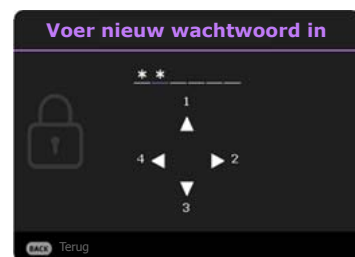 Voer nieuw wachtwoord in
* * _ _ _ _
1
4 ◀ ▶ 2
3
BACK Terug